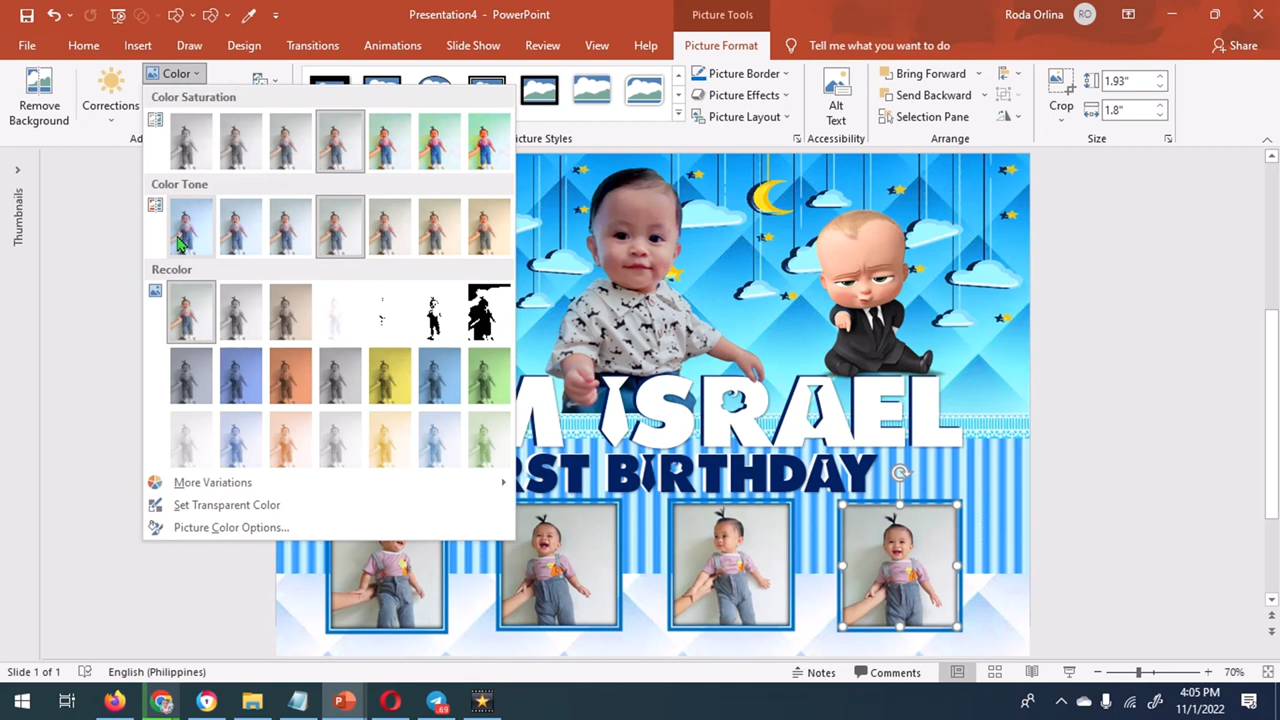 Presentation4 - PowerPoint
Picture Tools
Roda Orlina
RO
File
Home
Insert
Draw
Design
Transitions
Animations
Slide Show
Review
View
Help
Picture Format
Tell me what you want to do
Share
Remove
Background
Corrections
Color
Picture Border
Picture Effects
Picture Layout
Alt
Text
Bring Forward
Send Backward
Selection Pane
Crop
1.93"
1.8"
Picture Styles
Accessibility
Arrange
Size
Color Saturation
Color Tone
Recolor
More Variations
Set Transparent Color
Picture Color Options...
Thumbnails
M ISRAEL
RST BIRTHDAY
Slide 1 of 1
English (Philippines)
Notes
Comments
70%
.69
4:05 PM
11/1/2022